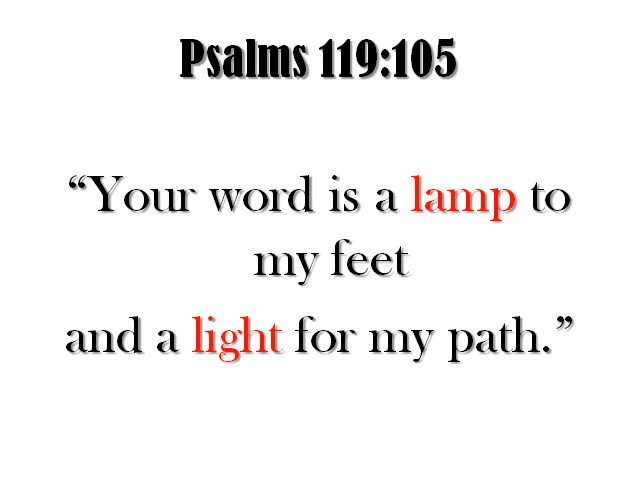 Psalms 119:105
“Your word is a lamp to
my feet
and a light for my path.”